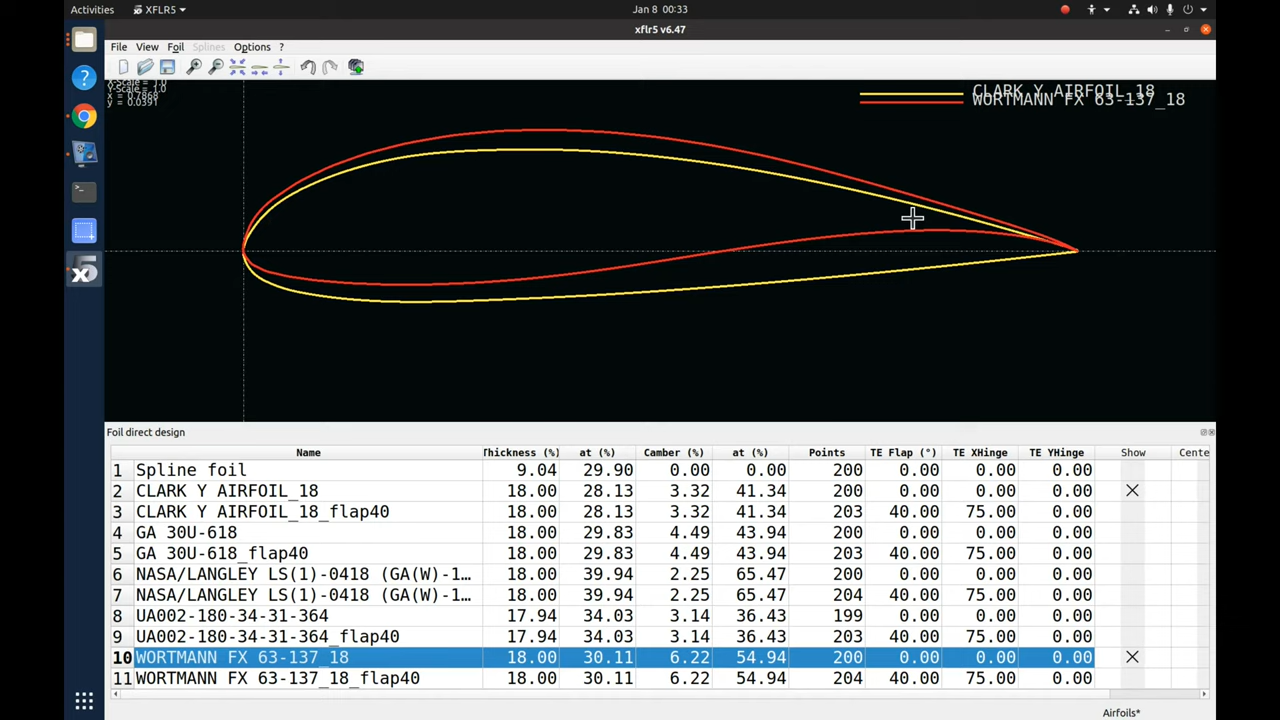 Activities XFLR5 Jan 8 00:33
xflr5 v6.47
File View Foil Splines Options ?
X-Scale = 1.0
Y-Scale = 1.0
x = 0.7868
y = 0.0391
CLARK Y AIRFOIL_18
WORTMANN FX 63-137_18
Foil direct design
Name Thickness (%) at (%) Camber (%) at (%) Points TE Flap (°) TE XHinge TE YHinge Show Cente
1 Spline foil 9.04 29.90 0.00 0.00 200 0.00 0.00 0.00
2 CLARK Y AIRFOIL_18 18.00 28.13 3.32 41.34 200 0.00 0.00 0.00
3 CLARK Y AIRFOIL_18_flap40 18.00 28.13 3.32 41.34 203 40.00 75.00 0.00
4 GA 30U-618 18.00 29.83 4.49 43.94 200 0.00 0.00 0.00
5 GA 30U-618_flap40 18.00 29.83 4.49 43.94 203 40.00 75.00 0.00
6 NASA/LANGLEY LS(1)-0418 (GA(W)-1... 18.00 39.94 2.25 65.47 200 0.00 0.00 0.00
7 NASA/LANGLEY LS(1)-0418 (GA(W)-1... 18.00 39.94 2.25 65.47 204 40.00 75.00 0.00
8 UA002-180-34-31-364 17.94 34.03 3.14 36.43 199 0.00 0.00 0.00
9 UA002-180-34-31-364_flap40 17.94 34.03 3.14 36.43 203 40.00 75.00 0.00
10 WORTMANN FX 63-137_18 18.00 30.11 6.22 54.94 200 0.00 0.00 0.00
11 WORTMANN FX 63-137_18_flap40 18.00 30.11 6.22 54.94 204 40.00 75.00 0.00
Airfoils*